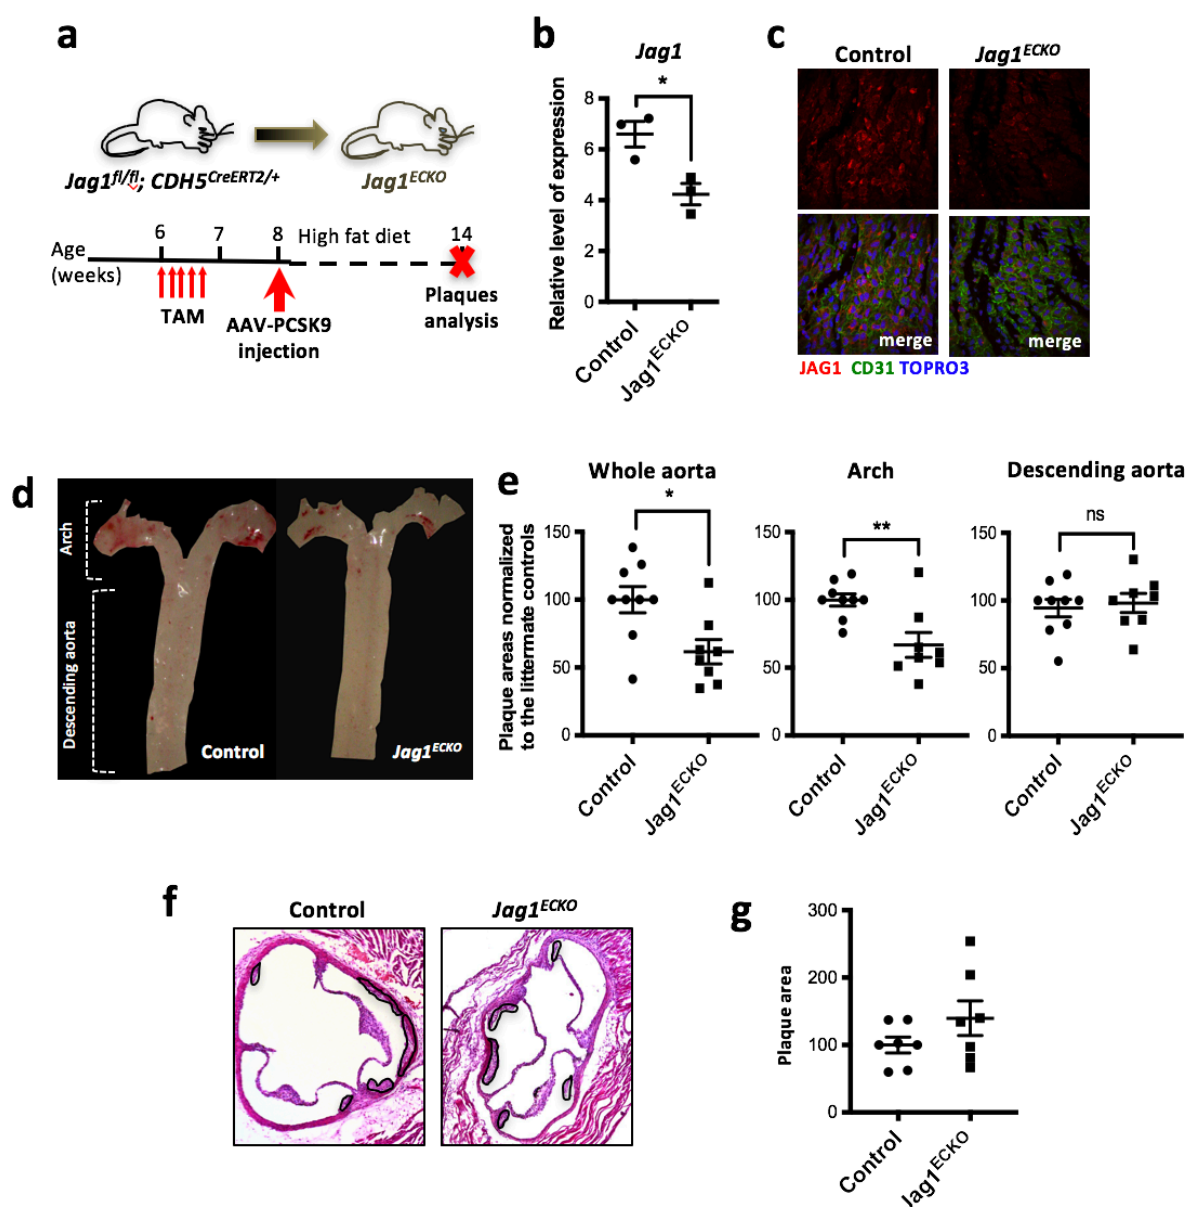 a
Jag1fl/fl; CDH5CreERT2/+
Jag1ECKO
Age
(weeks)
6
7
8
High fat diet
14
TAM
AAV-PCSK9
injection
Plaques
analysis
b
Jag1
*
Relative level of expression
8
6
4
2
0
Control
Jag1ECKO
c
Control
Jag1ECKO
merge
merge
JAG1 CD31 TOPRO3
d
Arch
Descending aorta
Control
Jag1ECKO
e
Plaque areas normalized
to the littermate controls
Whole aorta
*
150
100
50
0
Control
Jag1ECKO
Arch
**
150
100
50
0
Control
Jag1ECKO
Descending aorta
ns
150
100
50
0
Control
Jag1ECKO
f
Control
Jag1ECKO
g
Plaque area
300
200
100
0
Control
Jag1ECKO